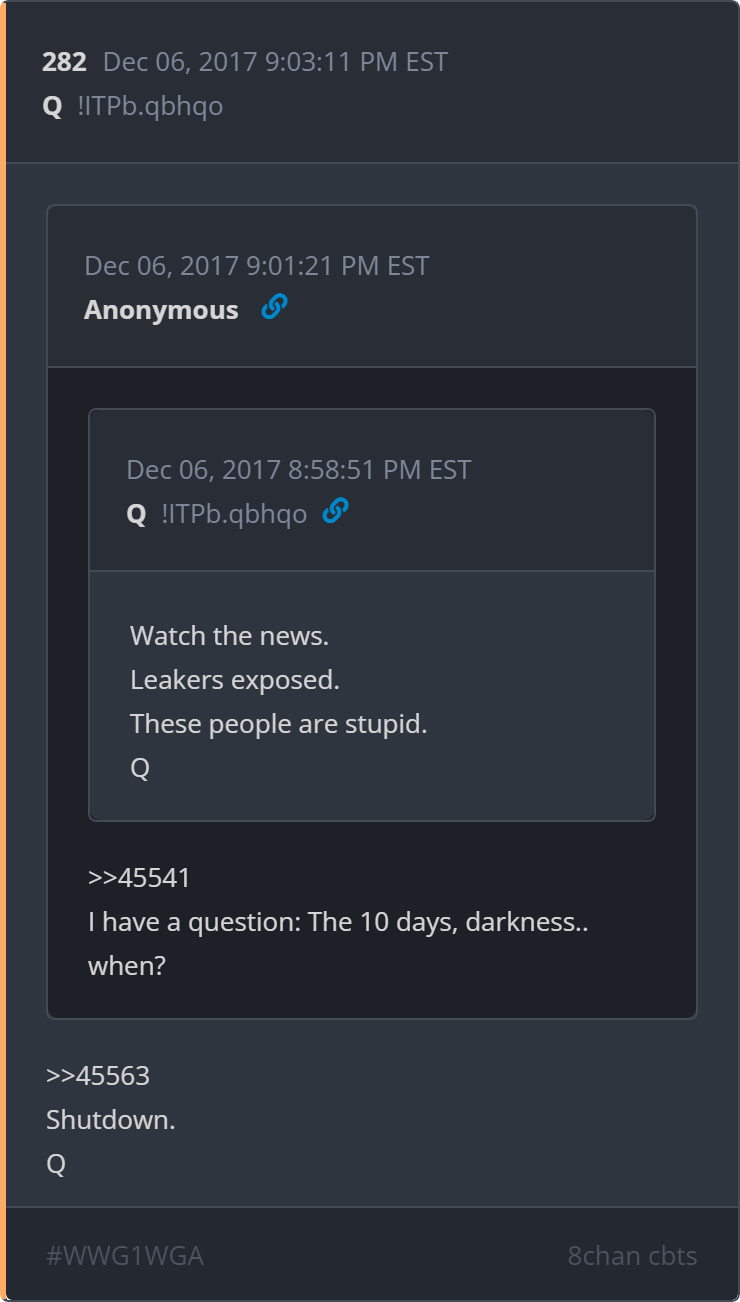 282 Dec 06, 2017 9:03:11 PM EST
Q !ITPb.qbhqo
Dec 06, 2017 9:01:21 PM EST
Anonymous
Dec 06, 2017 8:58:51 PM EST
Q !ITPb.qbhqo
Watch the news.
Leakers exposed.
These people are stupid.
Q
>>45541
I have a question: The 10 days, darkness..
when?
>>45563
Shutdown.
Q
#WWG1WGA 8chan cbts